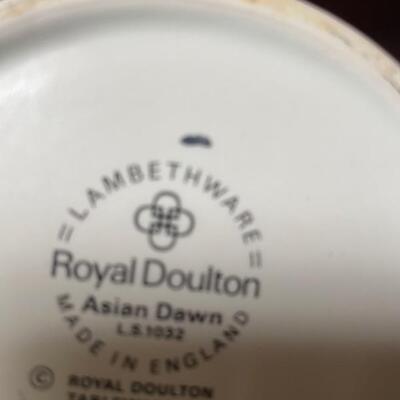 = LAMBETHWARE =
Royal Doulton
Asian Dawn
L.S.1032
MADE IN ENGLAND
© ROYAL DOULTON